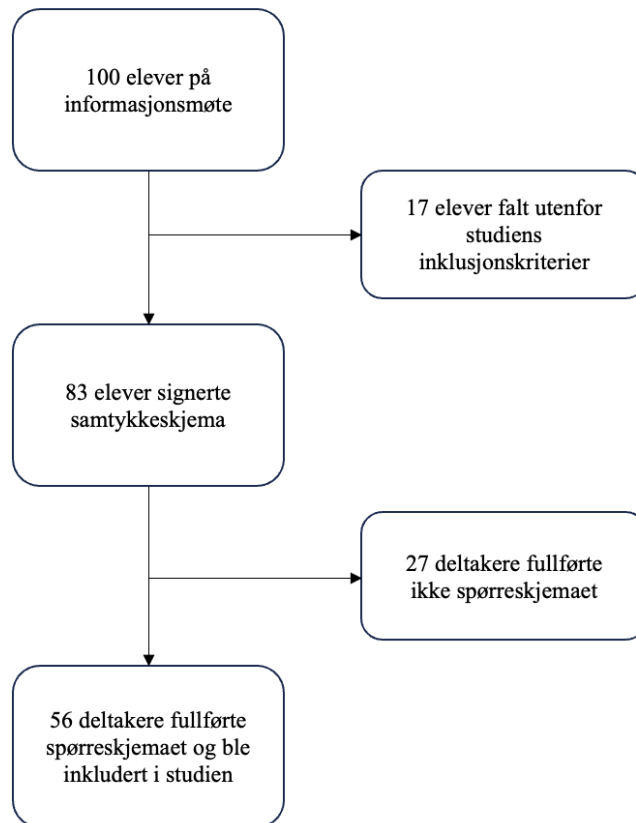 100 elever på
informasjonsmøte
17 elever falt utenfor
studiens
inklusjonskriterier
83 elever signerte
samtykkeskjema
27 deltakere fullførte
ikke spørreskjemaet
56 deltakere fullførte
spørreskjemaet og ble
inkludert i studien